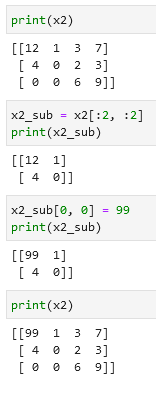 print(x2)
[[12  1  3  7]
 [ 4  0  2  3]
 [ 0  0  6  9]]
x2_sub = x2[:2, :2]
print(x2_sub)
[[12  1]
 [ 4  0]]
x2_sub[0, 0] = 99
print(x2_sub)
[[99  1]
 [ 4  0]]
print(x2)
[[99  1  3  7]
 [ 4  0  2  3]
 [ 0  0  6  9]]